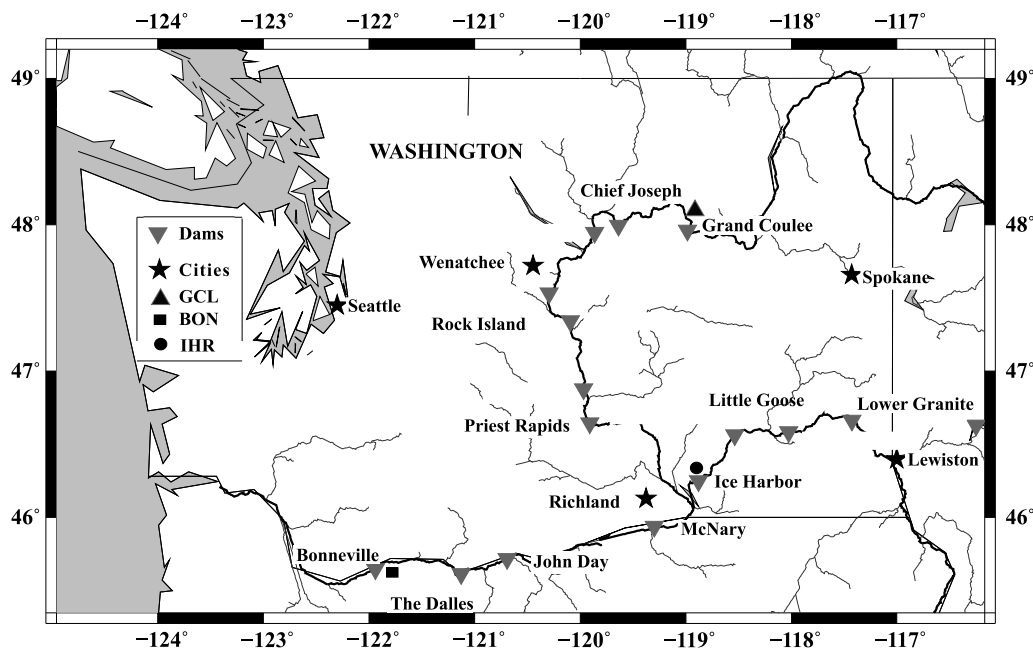 −124° −123° −122° −121° −120° −119° −118° −117°
49° 49°
WASHINGTON
Chief Joseph
48° Grand Coulee 48°
Dams
Wenatchee
Cities
Spokane
GCL
Seattle
BON
Rock Island
IHR
47° 47°
Little Goose
Lower Granite
Priest Rapids
Lewiston
Ice Harbor
Richland
46° 46°
McNary
Bonneville
John Day
The Dalles
−124° −123° −122° −121° −120° −119° −118° −117°